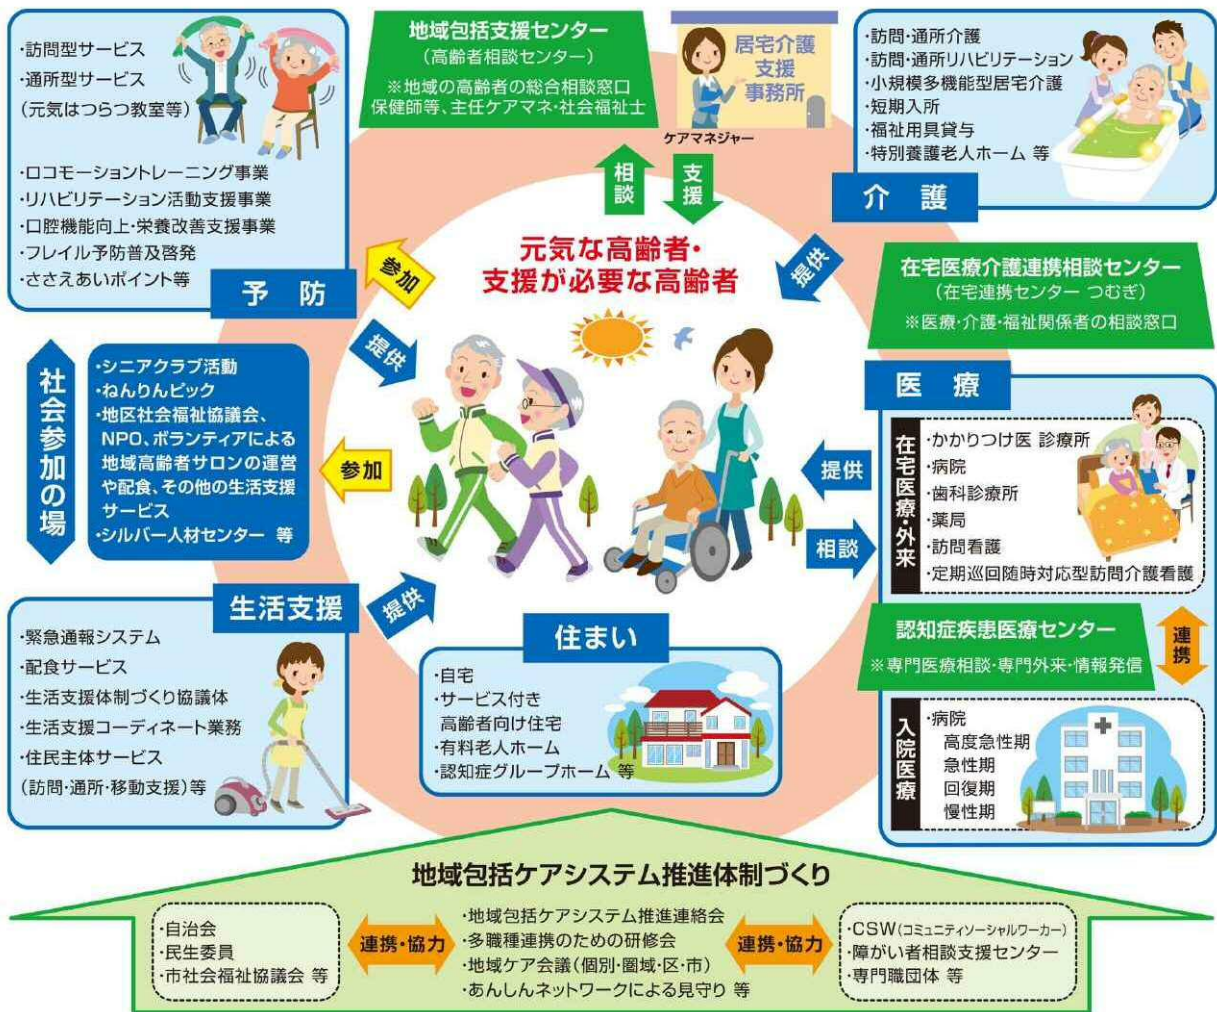 ・訪問型サービス
・通所型サービス
(元気はつらつ教室等)
・ロコモーショントレーニング事業
・リハビリテーション活動支援事業
・口腔機能向上・栄養改善支援事業
・フレイル予防普及啓発
・ささえあいポイント等
予防
地域包括支援センター
(高齢者相談センター)
※地域の高齢者の総合相談窓口
保健師等、主任ケアマネ・社会福祉士
居宅介護
支援
事務所
ケアマネジャー
相談
支援
・訪問・通所介護
・訪問・通所リハビリテーション
・小規模多機能型居宅介護
・短期入所
・福祉用具貸与
・特別養護老人ホーム 等
介護
元気な高齢者・
支援が必要な高齢者
参加
提供
提供
在宅医療介護連携相談センター
(在宅連携センター つむぎ)
※医療・介護・福祉関係者の相談窓口
社会参加の場
・シニアクラブ活動
・ねんりんピック
・地区社会福祉協議会、
NPO、ボランティアによる
地域高齢者サロンの運営
や配食、その他の生活支援
サービス
・シルバー人材センター 等
参加
提供
相談
医療
在宅医療・外来
・かかりつけ医 診療所
・病院
・歯科診療所
・薬局
・訪問看護
・定期巡回随時対応型訪問介護看護
認知症疾患医療センター
※専門医療相談・専門外来・情報発信
連携
入院医療
・病院
高度急性期
急性期
回復期
慢性期
生活支援
提供
・緊急通報システム
・配食サービス
・生活支援体制づくり協議体
・生活支援コーディネート業務
・住民主体サービス
(訪問・通所・移動支援)等
住まい
・自宅
・サービス付き
高齢者向け住宅
・有料老人ホーム
・認知症グループホーム 等
地域包括ケアシステム推進体制づくり
・自治会
・民生委員
・市社会福祉協議会 等
連携・協力
・地域包括ケアシステム推進連絡会
・多職種連携のための研修会
・地域ケア会議(個別・圏域・区・市)
・あんしんネットワークによる見守り 等
連携・協力
・CSW(コミュニティソーシャルワーカー)
・障がい者相談支援センター
・専門職団体 等